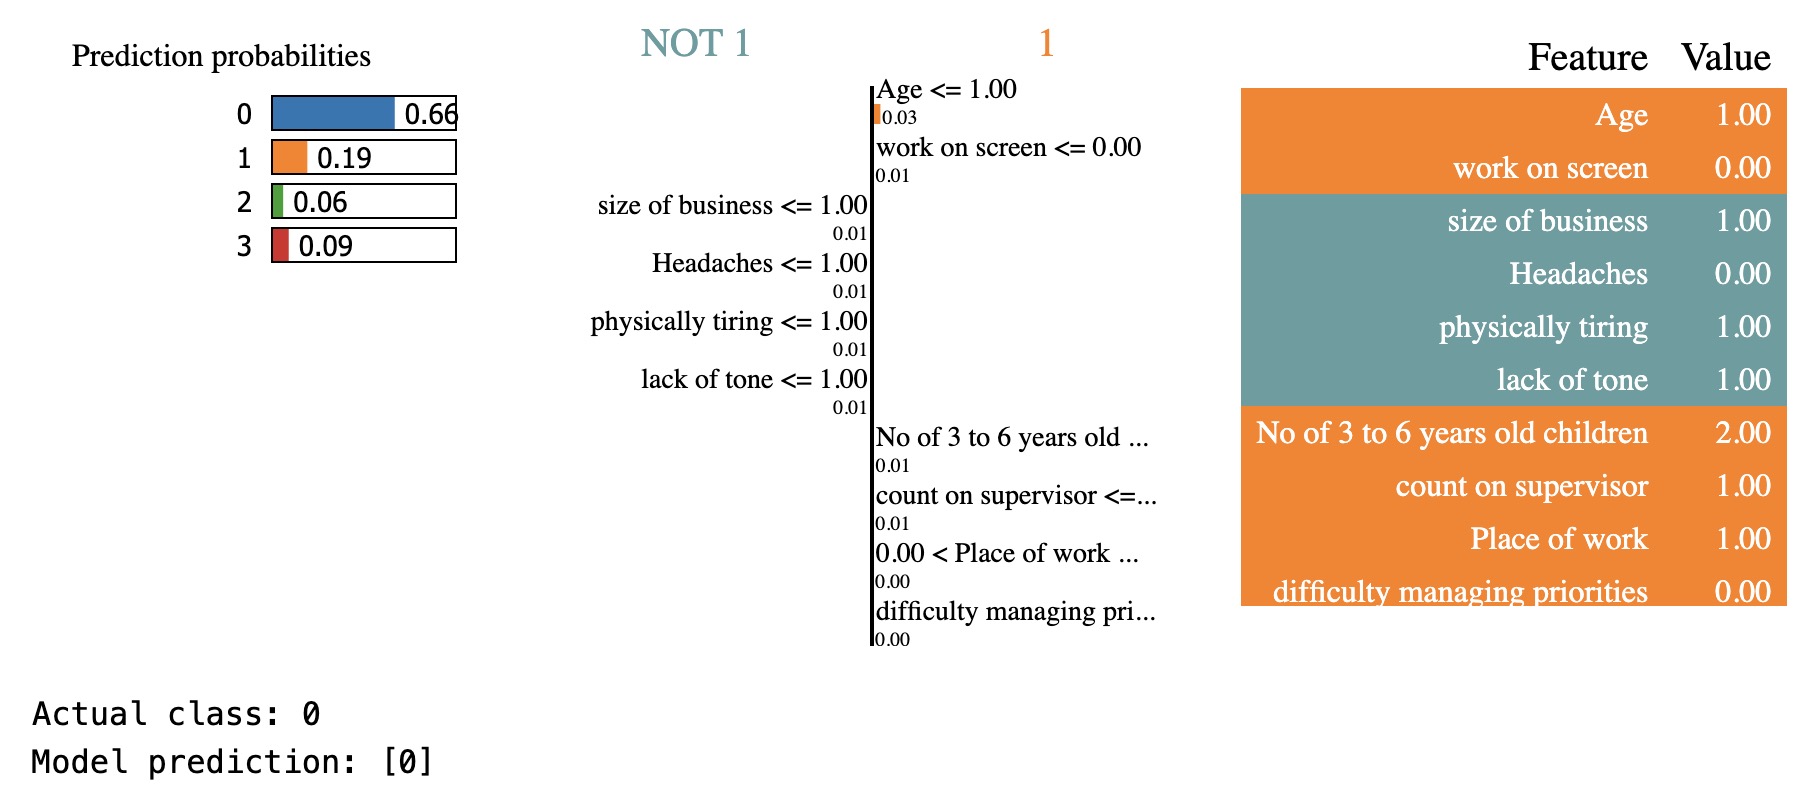 Prediction probabilities
0 0.66
1 0.19
2 0.06
3 0.09
NOT 1 1
Age <= 1.00
0.03
work on screen <= 0.00
0.01
size of business <= 1.00
0.01
Headaches <= 1.00
0.01
physically tiring <= 1.00
0.01
lack of tone <= 1.00
0.01
No of 3 to 6 years old ...
0.01
count on supervisor <=...
0.01
0.00 < Place of work ...
0.00
difficulty managing pri...
0.00
Feature Value
Age 1.00
work on screen 0.00
size of business 1.00
Headaches 0.00
physically tiring 1.00
lack of tone 1.00
No of 3 to 6 years old children 2.00
count on supervisor 1.00
Place of work 1.00
difficulty managing priorities 0.00
Actual class: 0
Model prediction: [0]